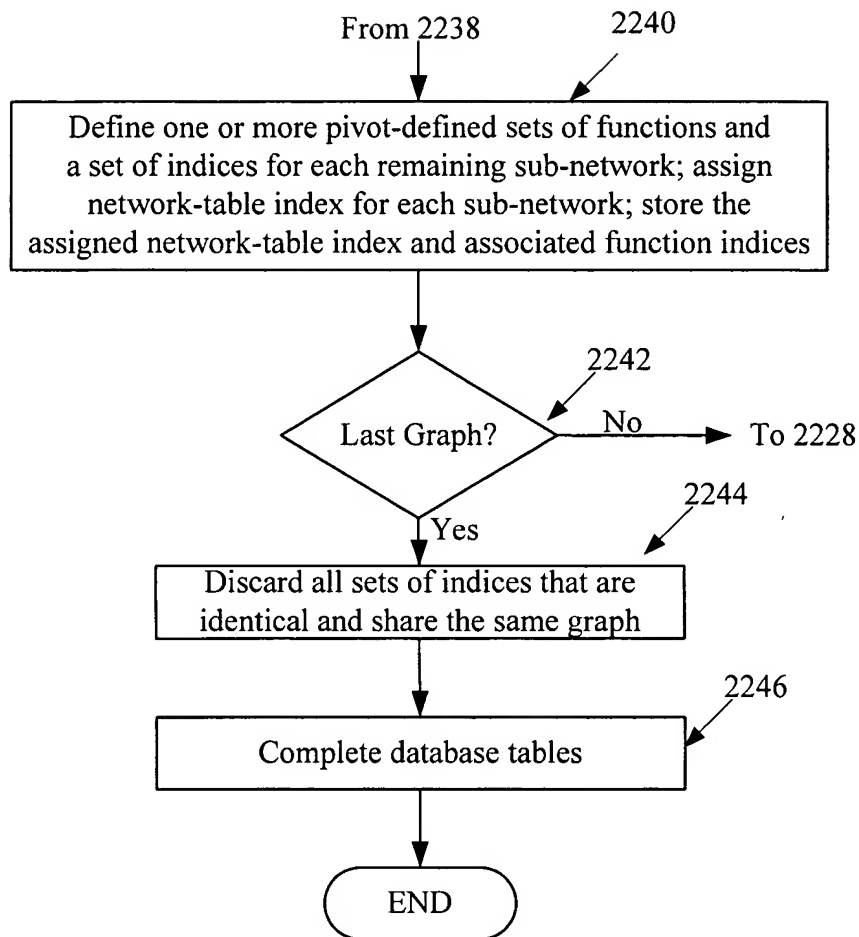 From 2238
2240
Define one or more pivot-defined sets of functions and
a set of indices for each remaining sub-network; assign
network-table index for each sub-network; store the
assigned network-table index and associated function indices
2242
Last Graph?
No
To 2228
2244
Yes
Discard all sets of indices that are
identical and share the same graph
2246
Complete database tables
END